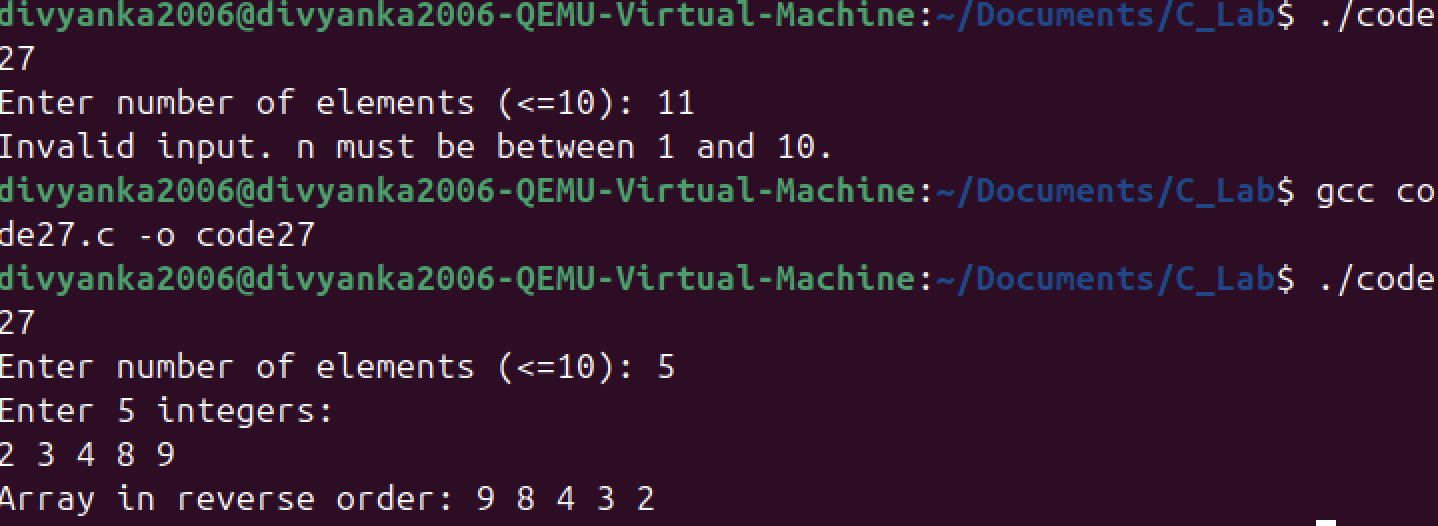 divyanka2006@divyanka2006-QEMU-Virtual-Machine:~/Documents/C_Lab$ ./code
27
Enter number of elements (<=10): 11
Invalid input. n must be between 1 and 10.
divyanka2006@divyanka2006-QEMU-Virtual-Machine:~/Documents/C_Lab$ gcc co
de27.c -o code27
divyanka2006@divyanka2006-QEMU-Virtual-Machine:~/Documents/C_Lab$ ./code
27
Enter number of elements (<=10): 5
Enter 5 integers:
2 3 4 8 9
Array in reverse order: 9 8 4 3 2